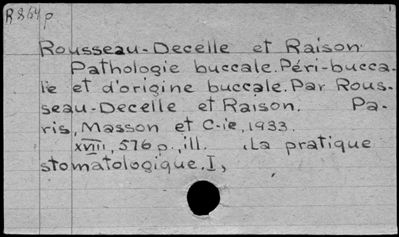 R864p
Rousseau-Decelle et Raison.
Pathologie buccale. Péri-bucca-
le et d'origine buccale. Par Rous-
seau-Decelle et Raison. Pa-
ris, Masson et C-ie, 1933.
xviii, 576 p., ill. (La pratique
stomatologique. I,